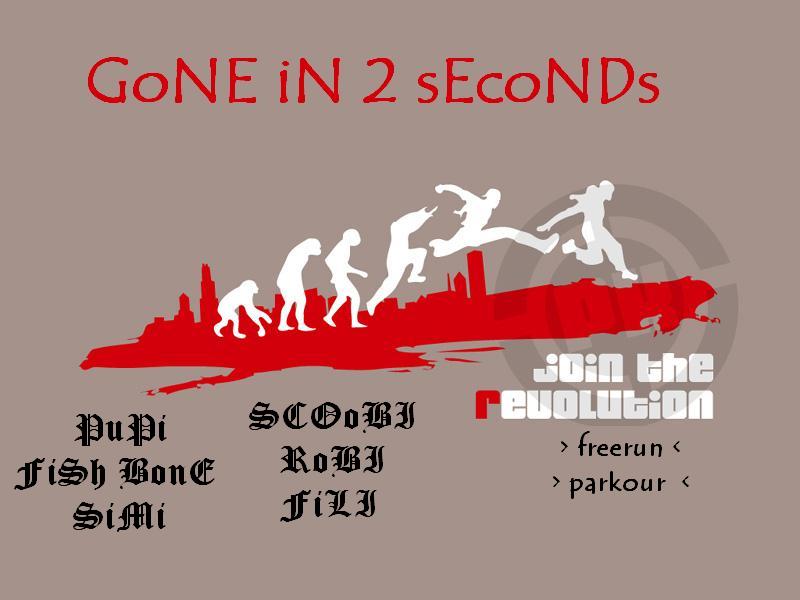 GoNE iN 2 sEcoNDs
join the
revolution
PuPi
FiSh BonE
SiMi
SCOoBI
RoBI
FiLI
> freerun <
> parkour <